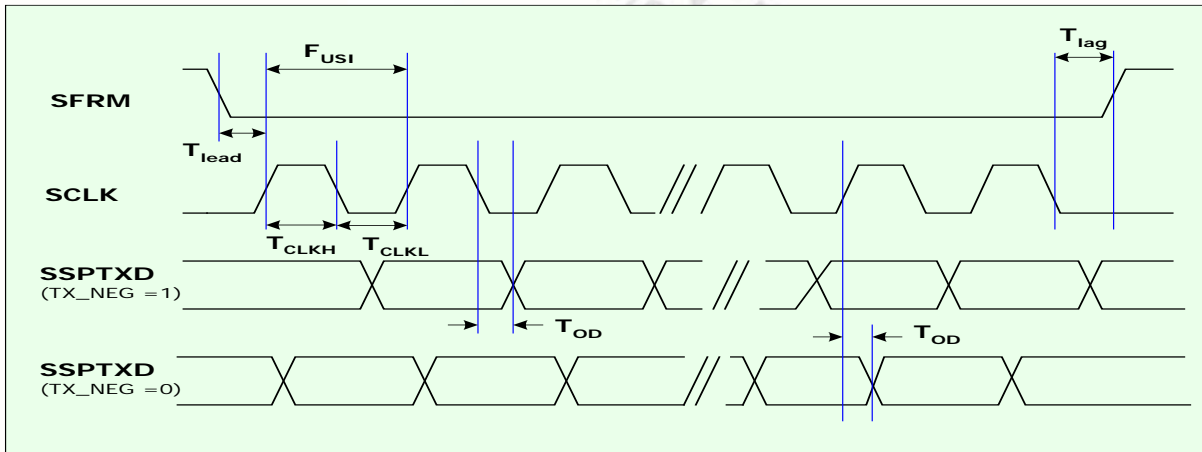 F_USI
T_lag
SFRM
T_lead
SCLK
T_CLKH T_CLKL
SSPTXD
(TX_NEG =1)
T_OD
T_OD
SSPTXD
(TX_NEG =0)